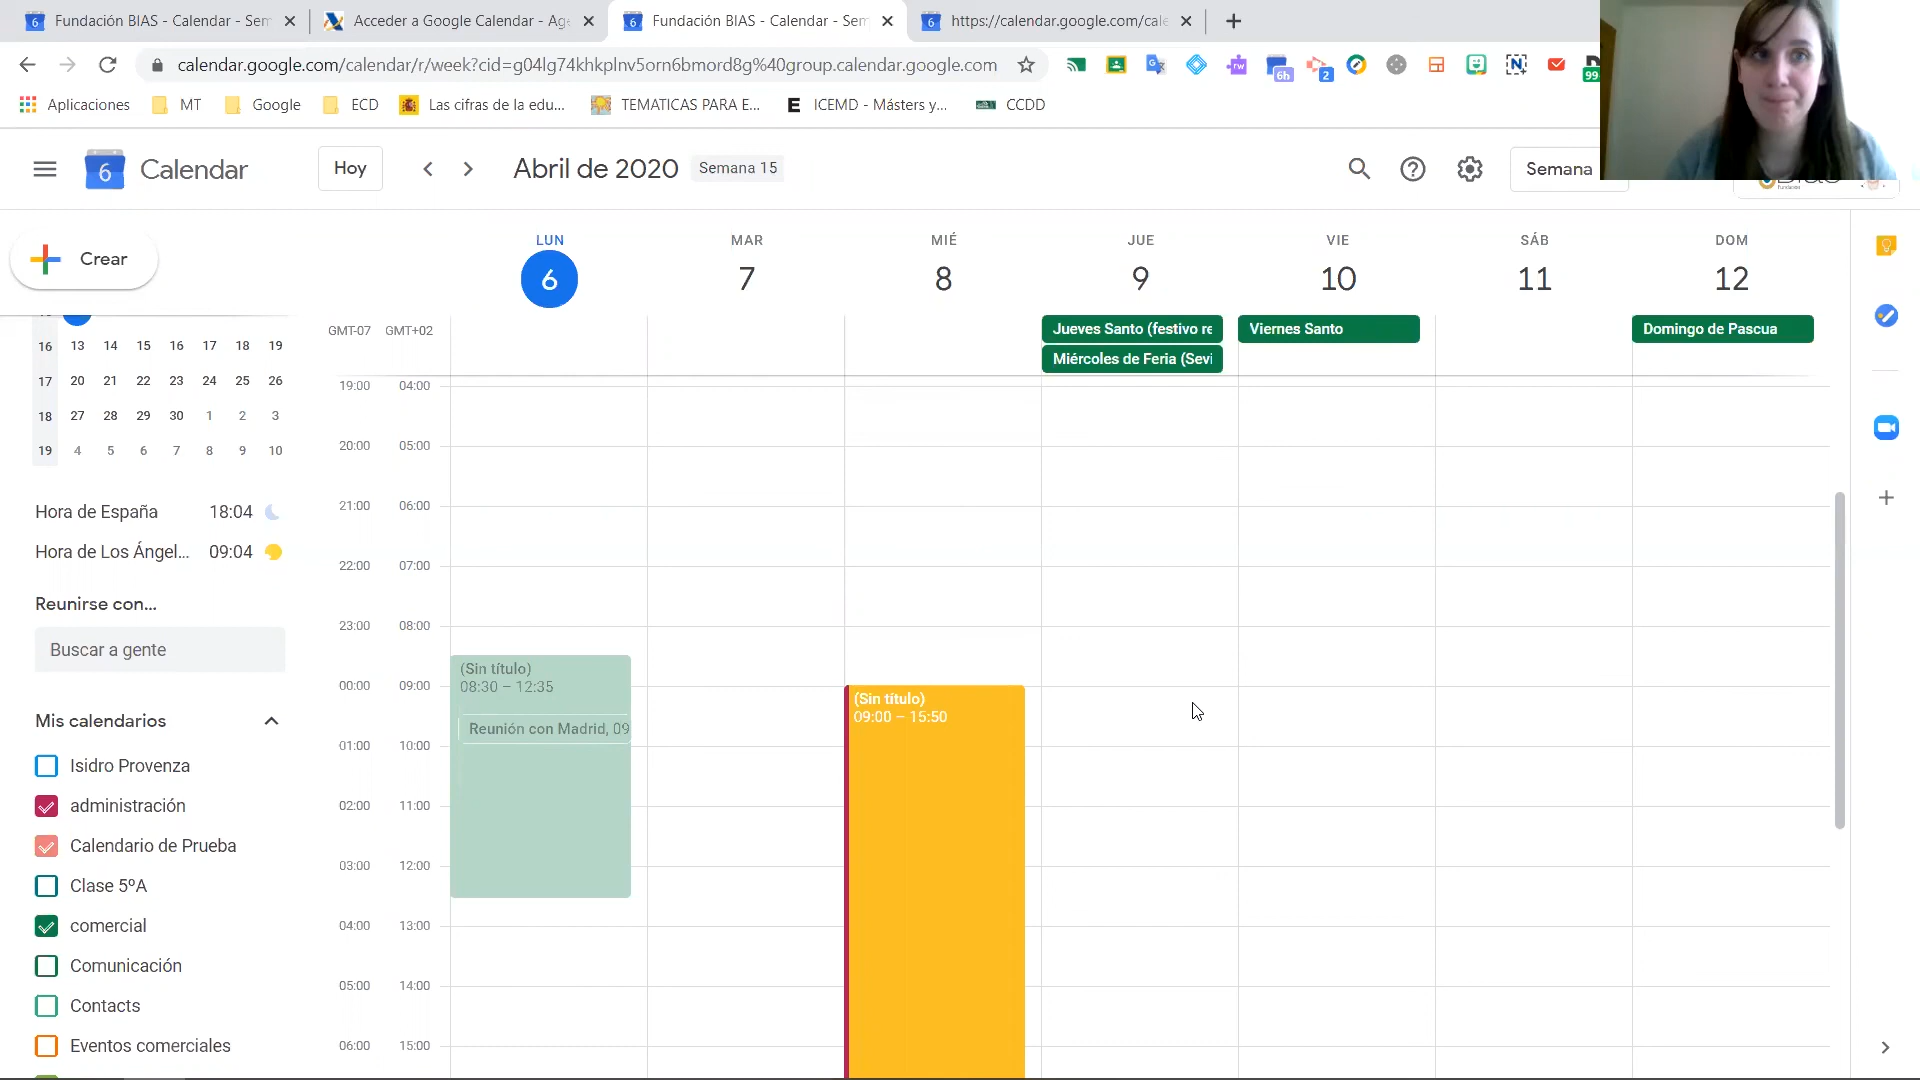 Fundación BIAS - Calendar - Sem
Acceder a Google Calendar - Age
Fundación BIAS - Calendar - Sem
https://calendar.google.com/cale
calendar.google.com/calendar/r/week?cid=g04lg74khkplnv5orn6bmord8g%40group.calendar.google.com
6h
2
99
Aplicaciones
MT
Google
ECD
Las cifras de la edu...
TEMATICAS PARA E...
ICEMD - Másters y...
CCDD
6
Calendar
Hoy
Abril de 2020
Semana 15
Semana
Crear
LUN
MAR
MIÉ
JUE
VIE
SÁB
DOM
6
7
8
9
10
11
12
GMT-07
GMT+02
Jueves Santo (festivo re
Viernes Santo
Domingo de Pascua
Miércoles de Feria (Sevi
16 13 14 15 16 17 18 19
17 20 21 22 23 24 25 26
18 27 28 29 30 1 2 3
19 4 5 6 7 8 9 10
Hora de España 18:04
Hora de Los Ángel... 09:04
Reunirse con...
Buscar a gente
Mis calendarios
Isidro Provenza
administración
Calendario de Prueba
Clase 5ºA
comercial
Comunicación
Contacts
Eventos comerciales
19:00 04:00
20:00 05:00
21:00 06:00
22:00 07:00
23:00 08:00
00:00 09:00
01:00 10:00
02:00 11:00
03:00 12:00
04:00 13:00
05:00 14:00
06:00 15:00
(Sin título)
08:30 – 12:35
Reunión con Madrid, 09
(Sin título)
09:00 – 15:50